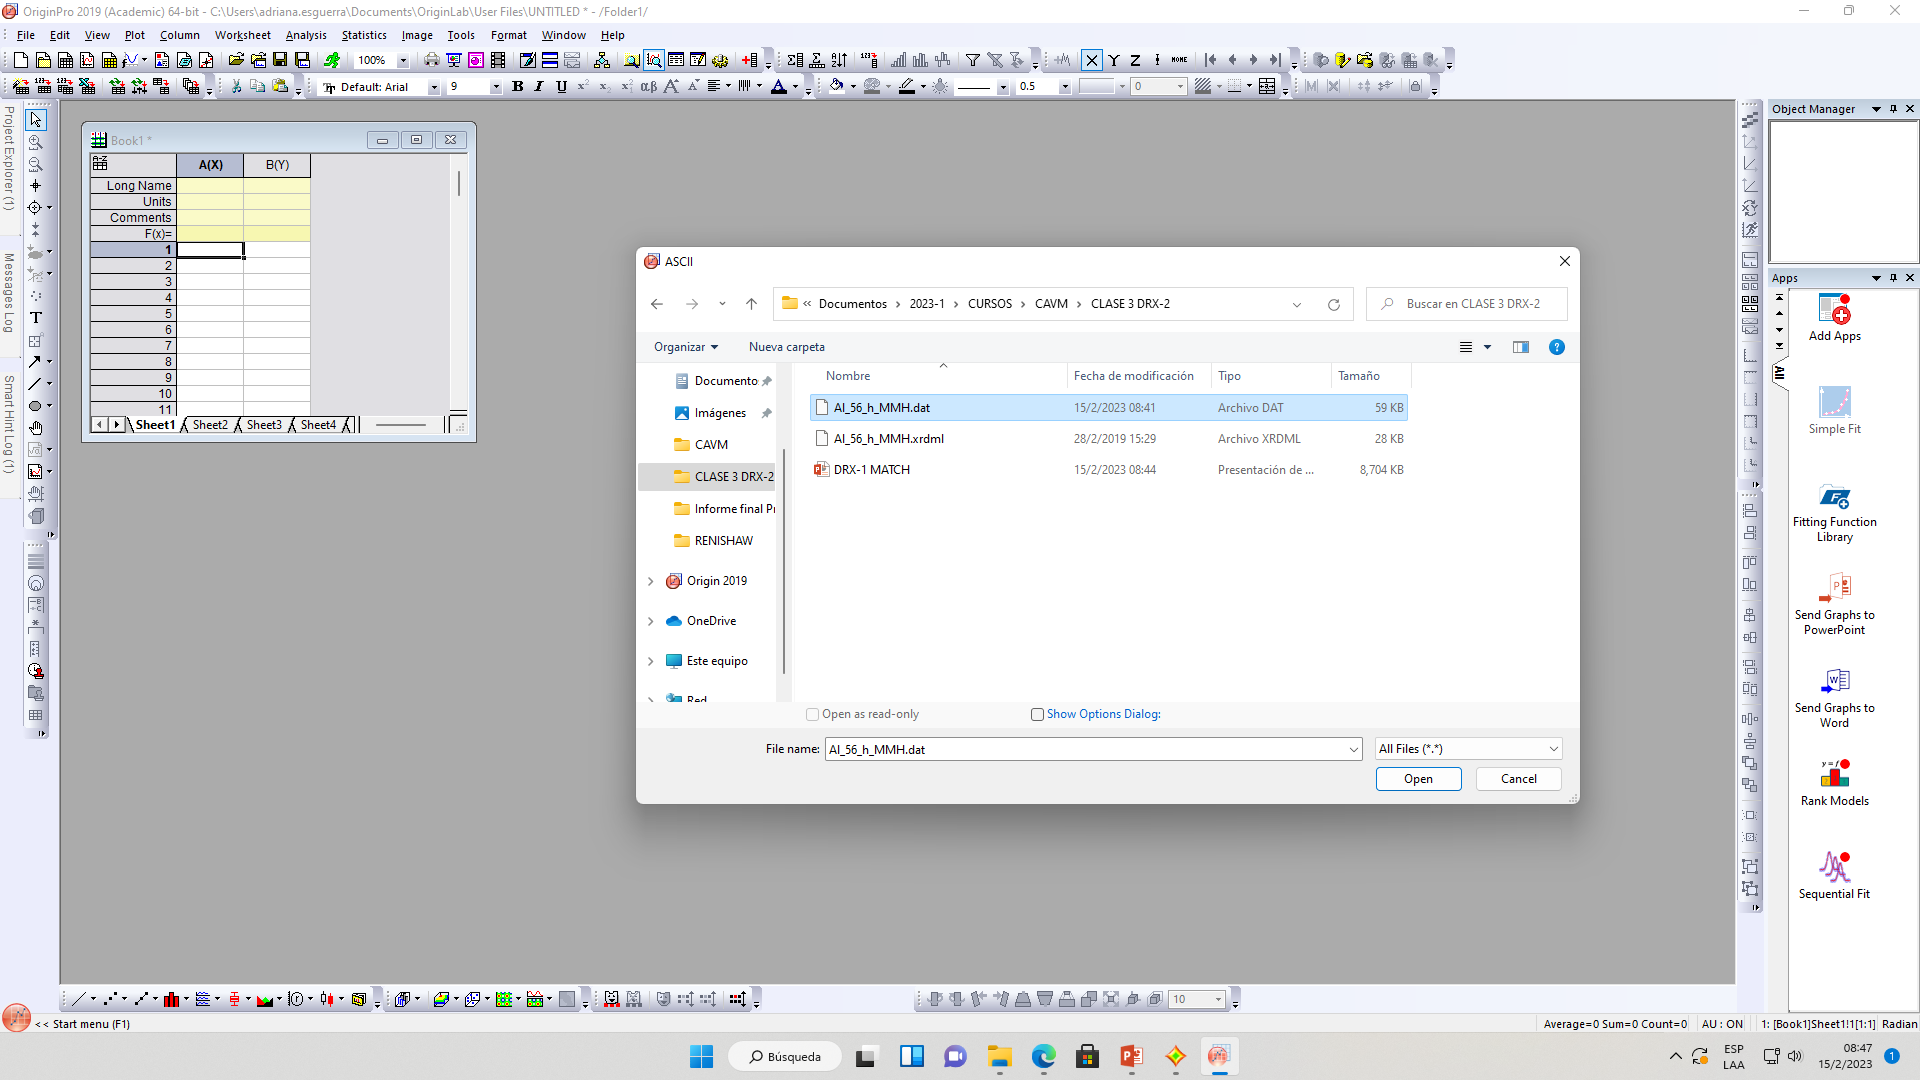 OriginPro 2019 (Academic) 64-bit - C:\Users\adriana.esguerra\Documents\OriginLab\User Files\UNTITLED * - /Folder1/
File Edit View Plot Column Worksheet Analysis Statistics Image Tools Format Window Help
100%
Default: Arial 9 B I U 0.5 0
Project Explorer (1)
Messages Log
Smart Hint Log (1)
Book1 *
A(X) B(Y)
Long Name
Units
Comments
F(x)=
1
2
3
4
5
6
7
8
9
10
11
Sheet1 Sheet2 Sheet3 Sheet4
ASCII
« Documentos › 2023-1 › CURSOS › CAVM › CLASE 3 DRX-2
Buscar en CLASE 3 DRX-2
Organizar Nueva carpeta
Nombre Fecha de modificación Tipo Tamaño
Al_56_h_MMH.dat 15/2/2023 08:41 Archivo DAT 59 KB
Al_56_h_MMH.xrdml 28/2/2019 15:29 Archivo XRDML 28 KB
DRX-1 MATCH 15/2/2023 08:44 Presentación de ... 8,704 KB
Documento
Imágenes
CAVM
CLASE 3 DRX-2
Informe final Pr
RENISHAW
Origin 2019
OneDrive
Este equipo
Red
Open as read-only Show Options Dialog:
File name: Al_56_h_MMH.dat All Files (*.*)
Open Cancel
Object Manager
Apps
All
Add Apps
Simple Fit
Fitting Function
Library
Send Graphs to
PowerPoint
Send Graphs to
Word
y = f
Rank Models
Sequential Fit
10
<< Start menu (F1)
Average=0 Sum=0 Count=0 AU : ON 1: [Book1]Sheet1!1[1:1] Radian
Búsqueda
ESP
LAA
08:47
15/2/2023
1